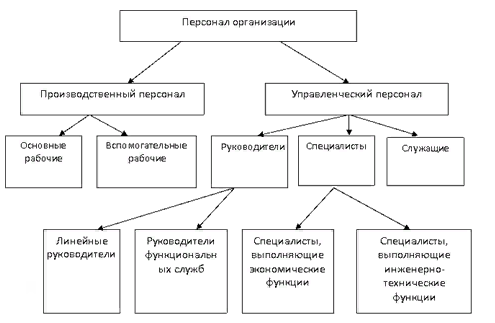 Персонал организации
Производственный персонал
Управленческий персонал
Основные
рабочие
Вспомогательные
рабочие
Руководители
Специалисты
Служащие
Линейные
руководители
Руководители
функциональн
ых служб
Специалисты,
выполняющие
экономические
функции
Специалисты,
выполняющие
инженерно-
технические
функции